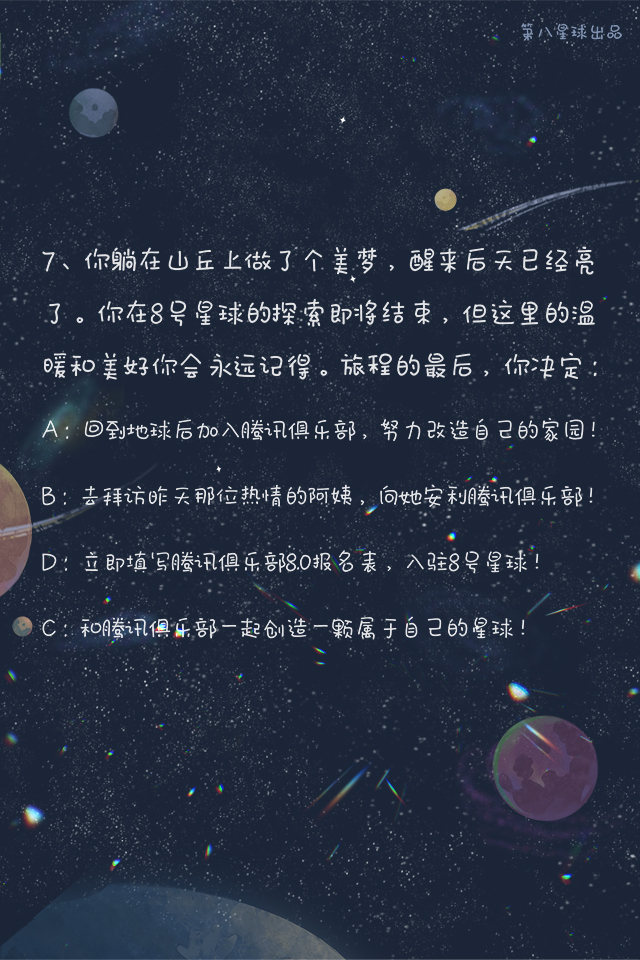 第八星球出品
7、你躺在山丘上做了个美梦，醒来后天已经亮
了。你在8号星球的探索即将结束，但这里的温
暖和美好你会永远记得。旅程的最后，你决定：
A：回到地球后加入腾讯俱乐部，努力改造自己的家园！
B：去拜访昨天那位热情的阿姨，向她安利腾讯俱乐部！
D：立即填写腾讯俱乐部8.0报名表，入驻8号星球！
C：和腾讯俱乐部一起创造一颗属于自己的星球！